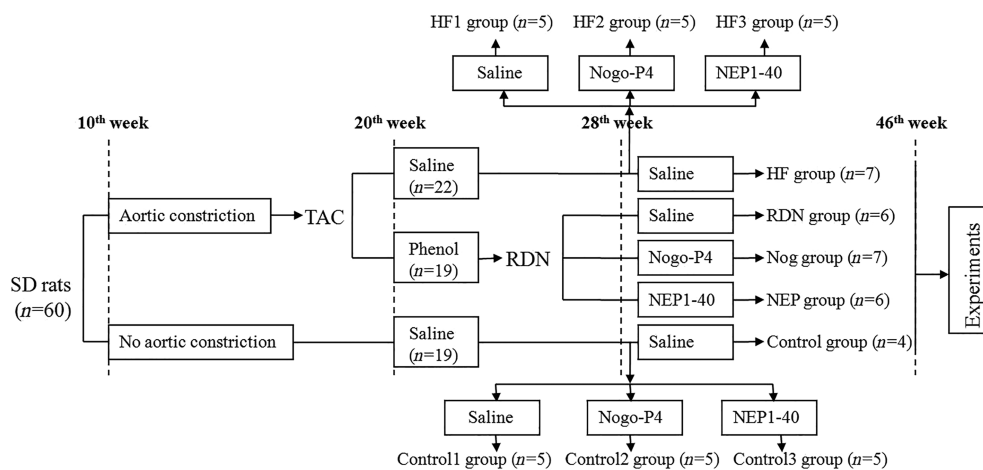 HF1 group (n=5) HF2 group (n=5) HF3 group (n=5)
Saline Nogo-P4 NEP1-40
10th week 20th week 28th week 46th week
Saline
(n=22)
Saline HF group (n=7)
Aortic constriction TAC
Saline RDN group (n=6)
Phenol
(n=19)
RDN
Nogo-P4 Nog group (n=7)
SD rats
(n=60)
NEP1-40 NEP group (n=6)
Experiments
No aortic constriction
Saline
(n=19)
Saline Control group (n=4)
Saline Nogo-P4 NEP1-40
Control1 group (n=5) Control2 group (n=5) Control3 group (n=5)